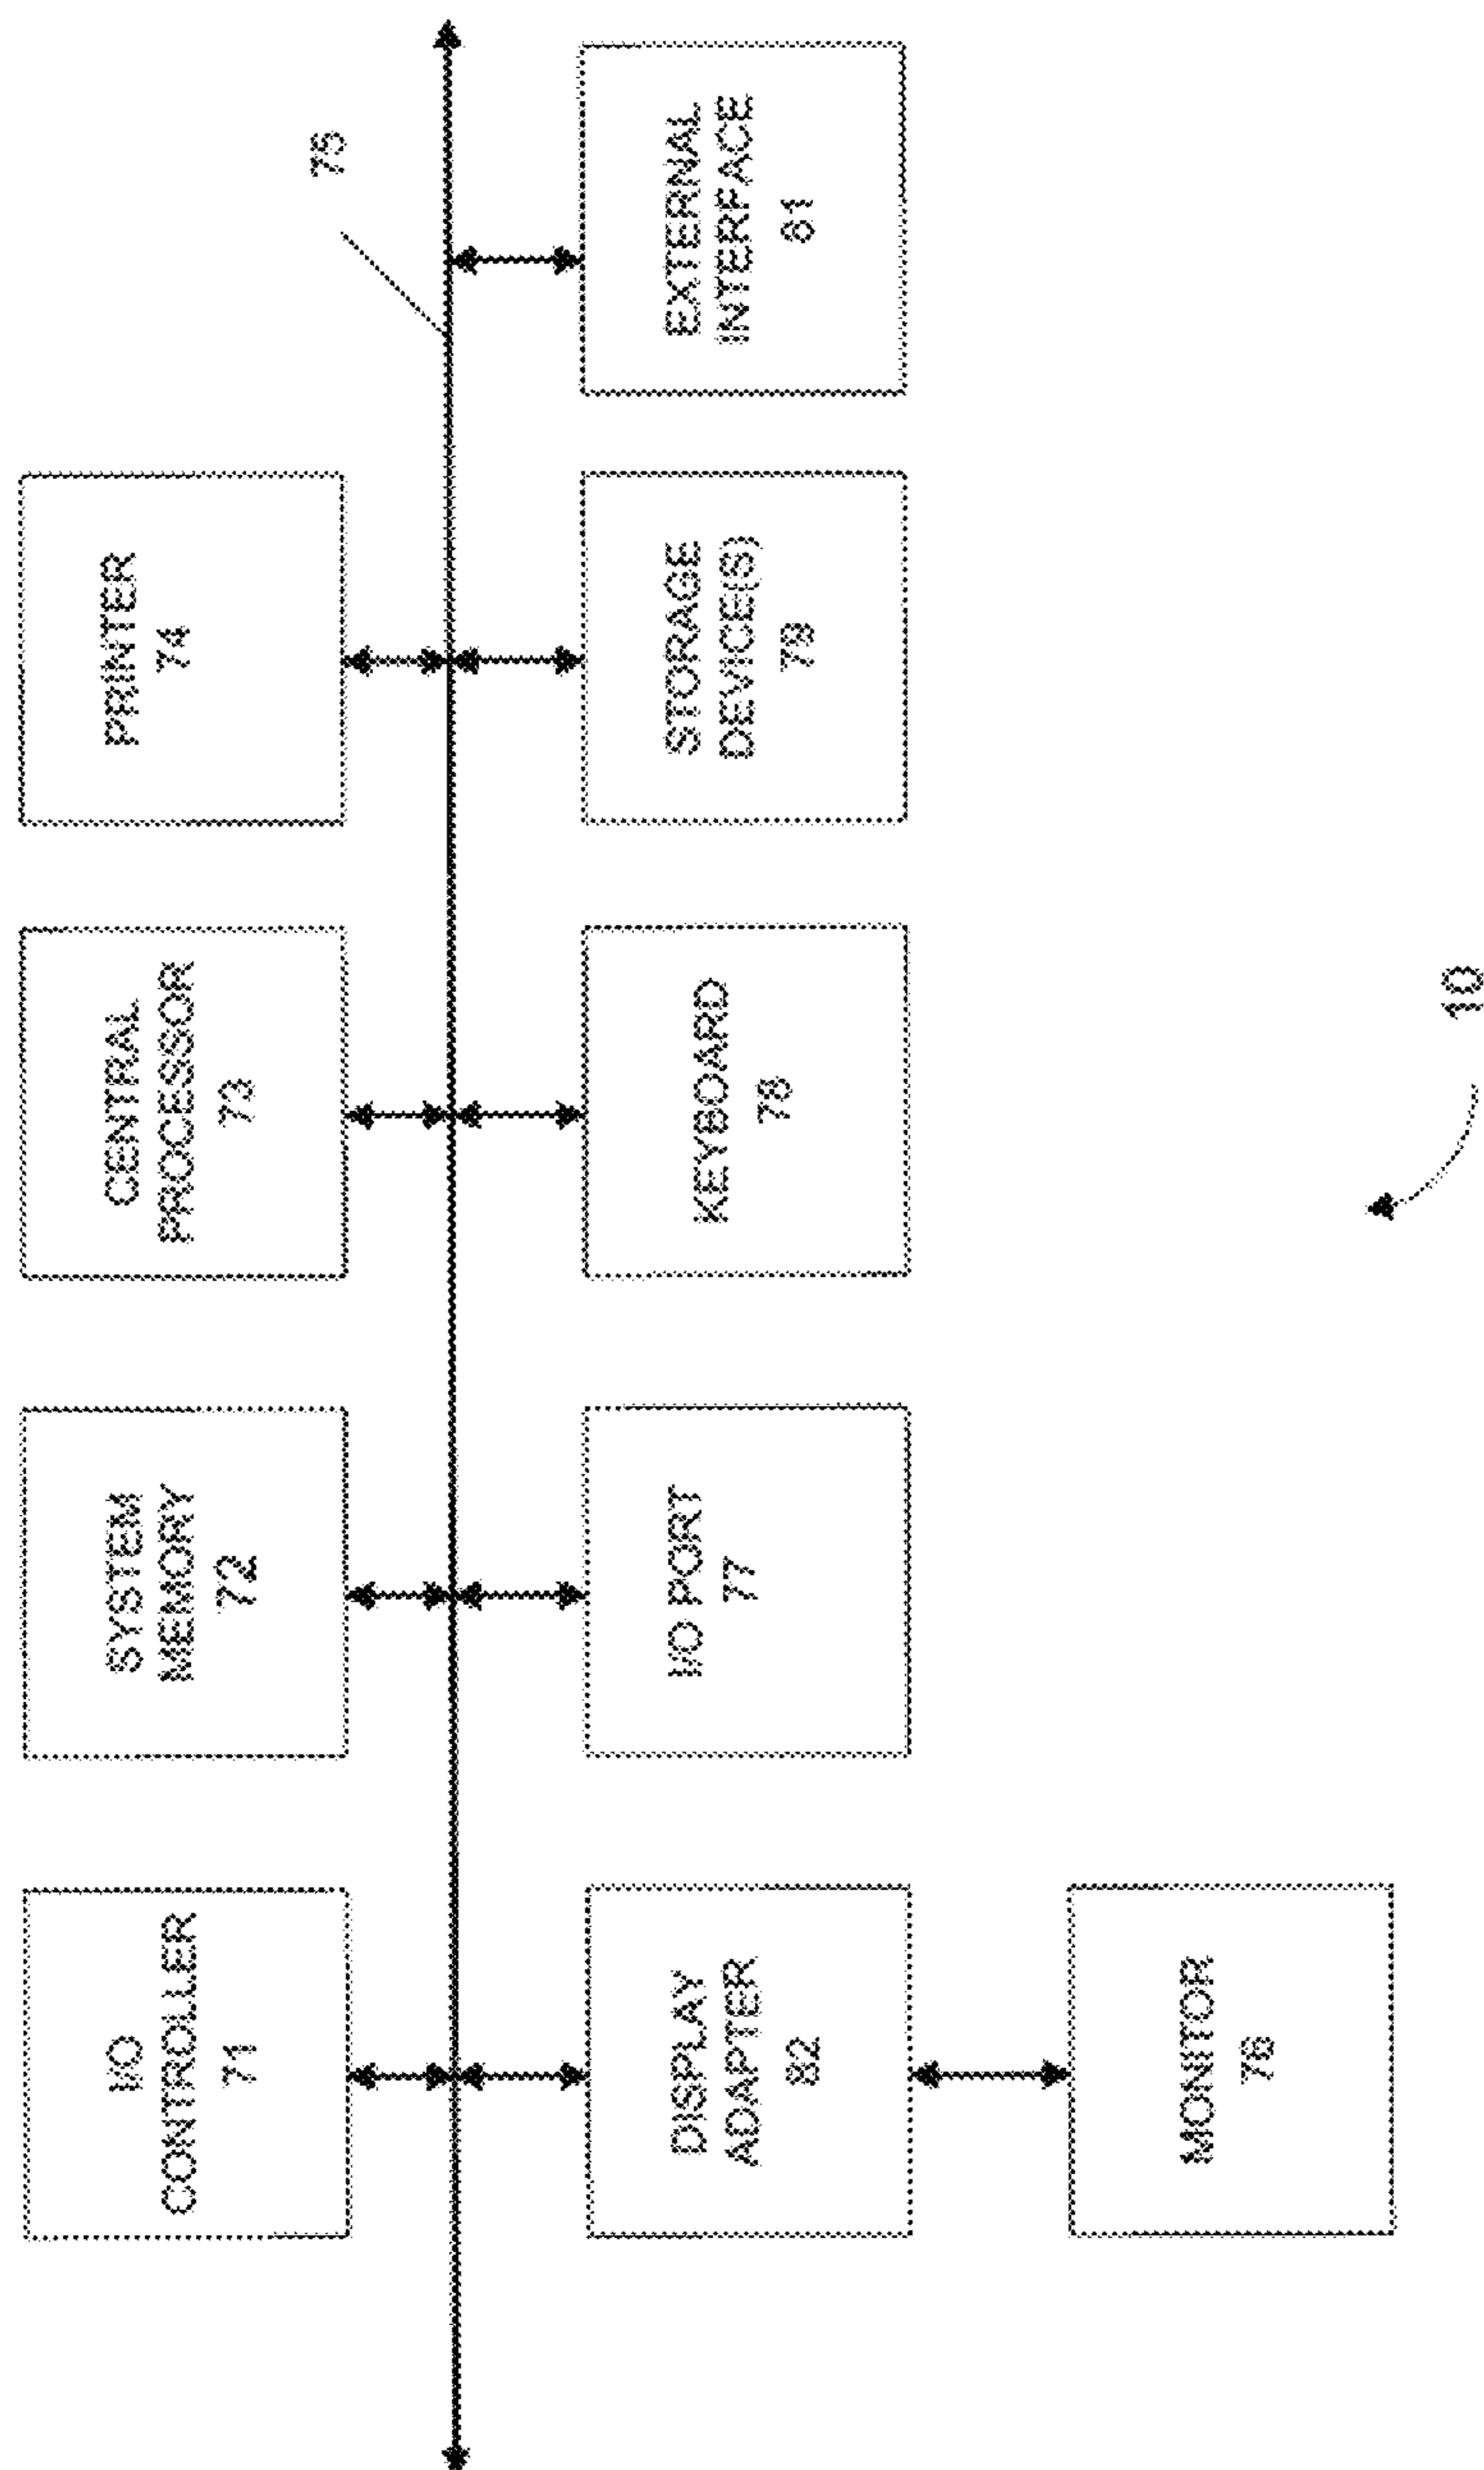 I/O
CONTROLLER
71
SYSTEM
MEMORY
72
CENTRAL
PROCESSOR
73
PRINTER
74
75
DISPLAY
ADAPTER
82
I/O PORT
77
KEYBOARD
78
STORAGE
DEVICE(S)
79
EXTERNAL
INTERFACE
81
MONITOR
76
10